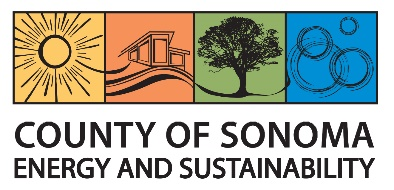 COUNTY OF SONOMA
ENERGY AND SUSTAINABILITY